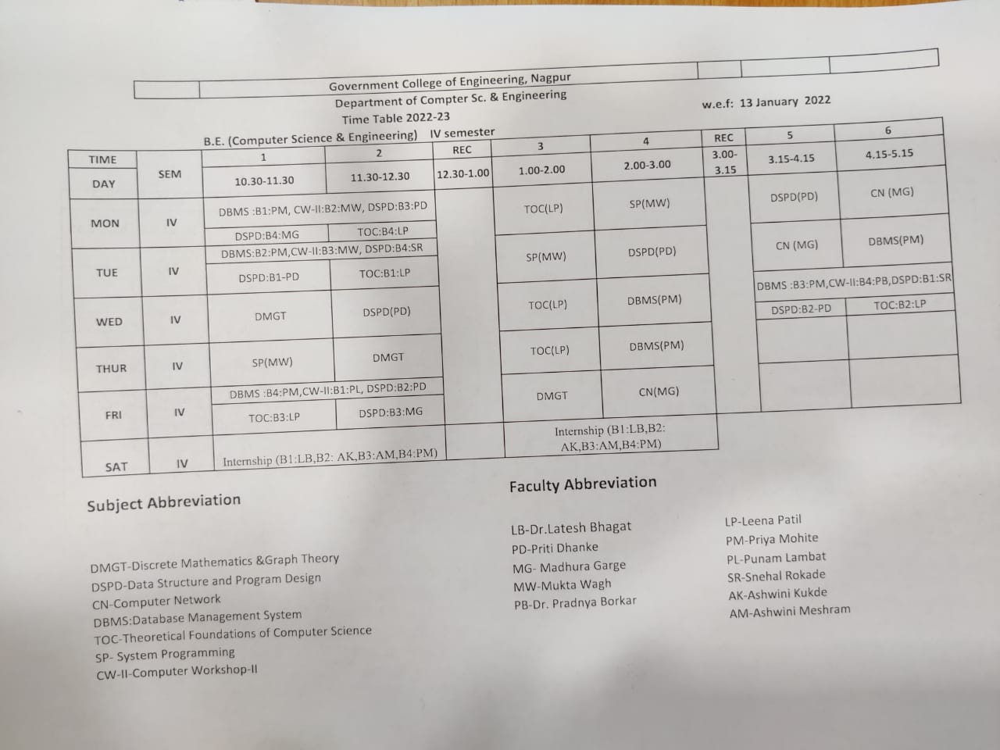 Government College of Engineering, Nagpur
Department of Compter Sc. & Engineering
Time Table 2022-23
w.e.f: 13 January 2022
B.E. (Computer Science & Engineering) IV semester
TIME SEM 1 2 REC 3 4 REC 5 6
DAY 10.30-11.30 11.30-12.30 12.30-1.00 1.00-2.00 2.00-3.00 3.00-3.15 3.15-4.15 4.15-5.15
MON IV DBMS :B1:PM, CW-II:B2:MW, DSPD:B3:PD TOC(LP) SP(MW) DSPD(PD) CN (MG)
DSPD:B4:MG TOC:B4:LP
TUE IV DBMS:B2:PM,CW-II:B3:MW, DSPD:B4:SR SP(MW) DSPD(PD) CN (MG) DBMS(PM)
DSPD:B1-PD TOC:B1:LP
WED IV DMGT DSPD(PD) TOC(LP) DBMS(PM) DBMS :B3:PM,CW-II:B4:PB,DSPD:B1:SR
DSPD:B2-PD TOC:B2:LP
THUR IV SP(MW) DMGT TOC(LP) DBMS(PM)
FRI IV DBMS :B4:PM,CW-II:B1:PL, DSPD:B2:PD DMGT CN(MG)
TOC:B3:LP DSPD:B3:MG
SAT IV Internship (B1:LB,B2: AK,B3:AM,B4:PM) Internship (B1:LB,B2:
AK,B3:AM,B4:PM)
Subject Abbreviation
DMGT-Discrete Mathematics &Graph Theory
DSPD-Data Structure and Program Design
CN-Computer Network
DBMS:Database Management System
TOC-Theoretical Foundations of Computer Science
SP- System Programming
CW-II-Computer Workshop-II
Faculty Abbreviation
LB-Dr.Latesh Bhagat
PD-Priti Dhanke
MG- Madhura Garge
MW-Mukta Wagh
PB-Dr. Pradnya Borkar
LP-Leena Patil
PM-Priya Mohite
PL-Punam Lambat
SR-Snehal Rokade
AK-Ashwini Kukde
AM-Ashwini Meshram